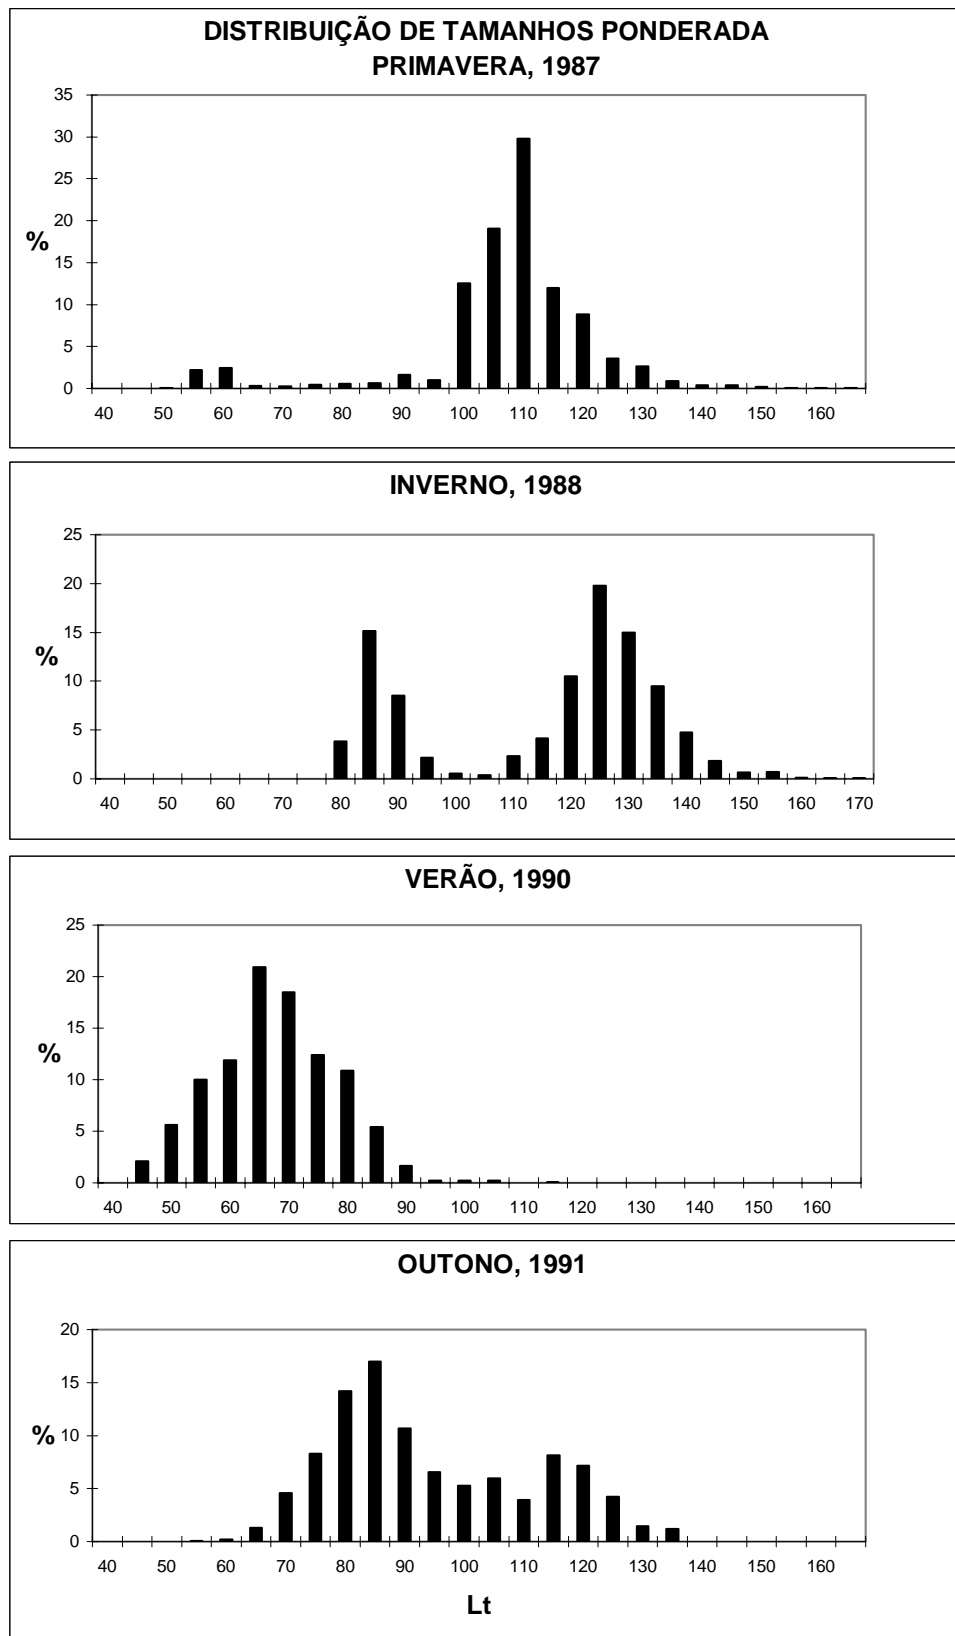 DISTRIBUIÇÃO DE TAMANHOS PONDERADA
PRIMAVERA, 1987
35
30
25
20
15
10
5
0
%
40 50 60 70 80 90 100 110 120 130 140 150 160
INVERNO, 1988
25
20
15
10
5
0
%
40 50 60 70 80 90 100 110 120 130 140 150 160 170
VERÃO, 1990
25
20
15
10
5
0
%
40 50 60 70 80 90 100 110 120 130 140 150 160
OUTONO, 1991
20
15
10
5
0
%
40 50 60 70 80 90 100 110 120 130 140 150 160
Lt